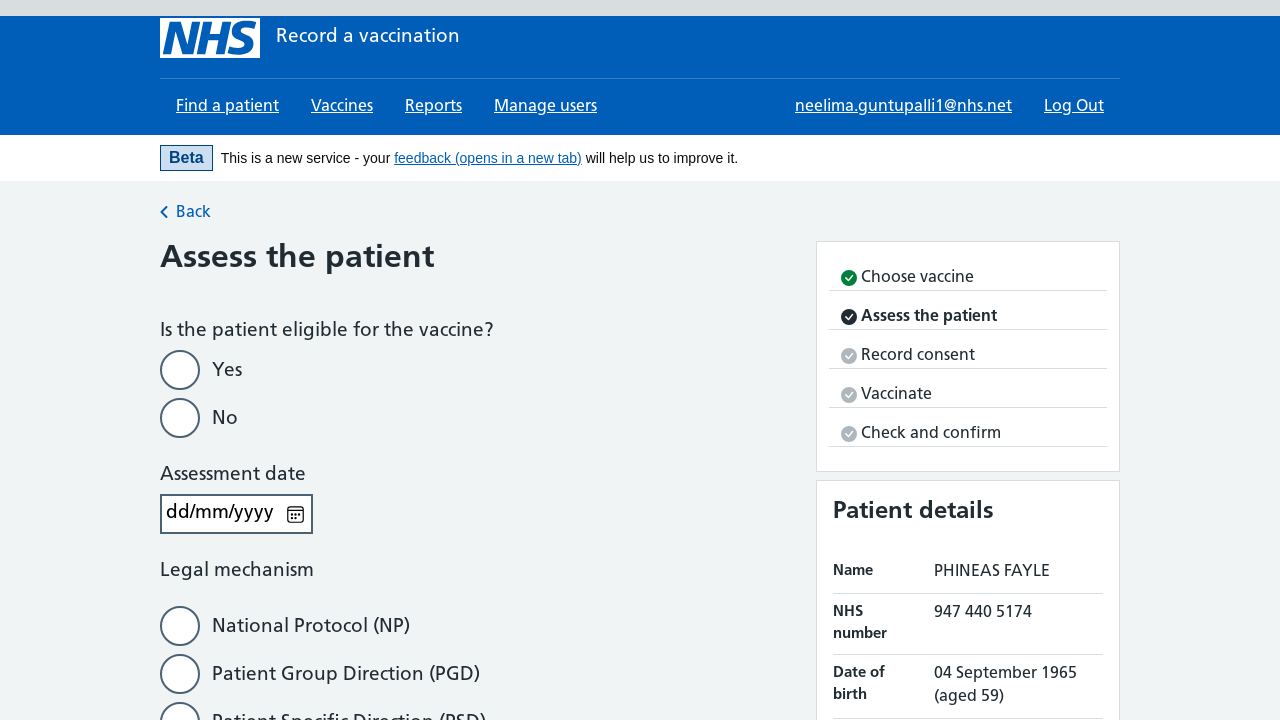 NHS Record a vaccination
Find a patient Vaccines Reports Manage users neelima.guntupalli1@nhs.net Log Out
Beta This is a new service - your feedback (opens in a new tab) will help us to improve it.
Back
Assess the patient
Is the patient eligible for the vaccine?
Yes
No
Assessment date
dd/mm/yyyy
Legal mechanism
National Protocol (NP)
Patient Group Direction (PGD)
Patient Specific Direction (PSD)
Choose vaccine
Assess the patient
Record consent
Vaccinate
Check and confirm
Patient details
Name PHINEAS FAYLE
NHS number 947 440 5174
Date of birth 04 September 1965 (aged 59)